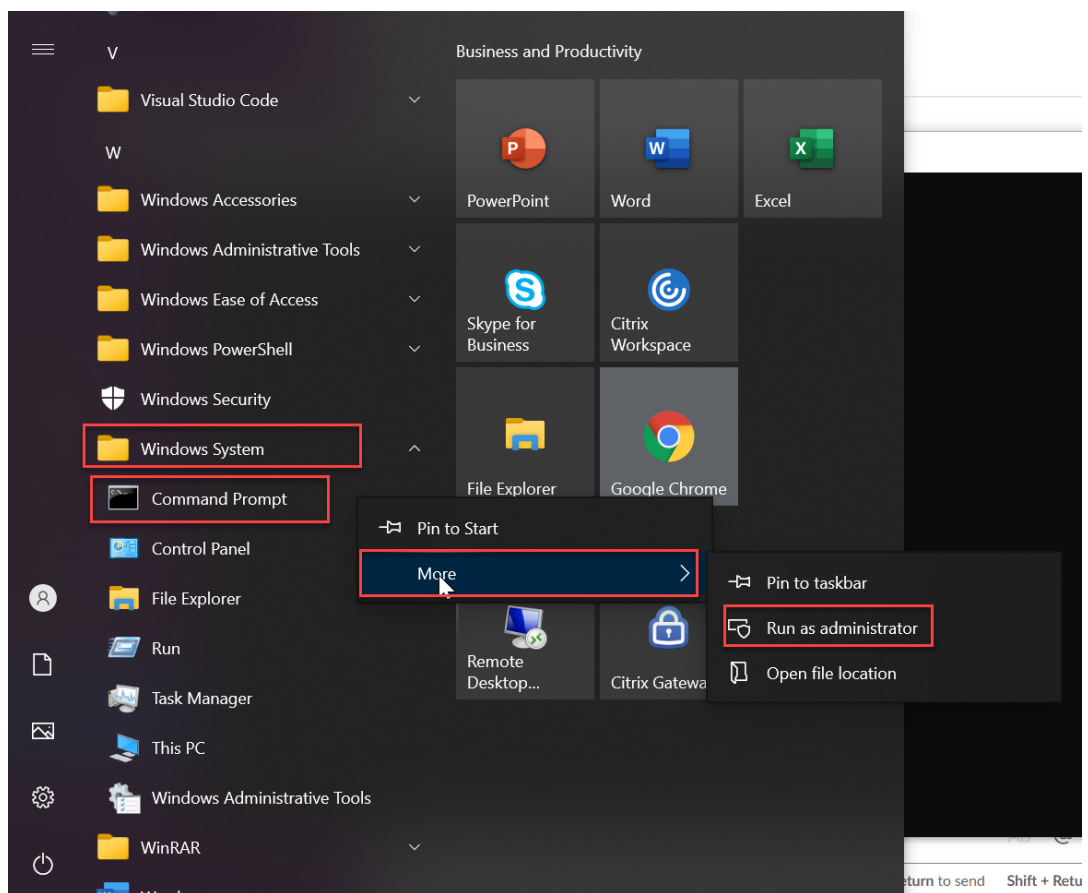 V
Business and Productivity
Visual Studio Code
W
PowerPoint
Word
Excel
Windows Accessories
Windows Administrative Tools
Windows Ease of Access
Windows PowerShell
Skype for
Business
Citrix
Workspace
Windows Security
Windows System
Command Prompt
File Explorer
Google Chrome
Pin to Start
More
Control Panel
File Explorer
Run
Task Manager
This PC
Windows Administrative Tools
WinRAR
Remote
Desktop...
Citrix Gatewa
Pin to taskbar
Run as administrator
Open file location
eturn to send Shift + Retu